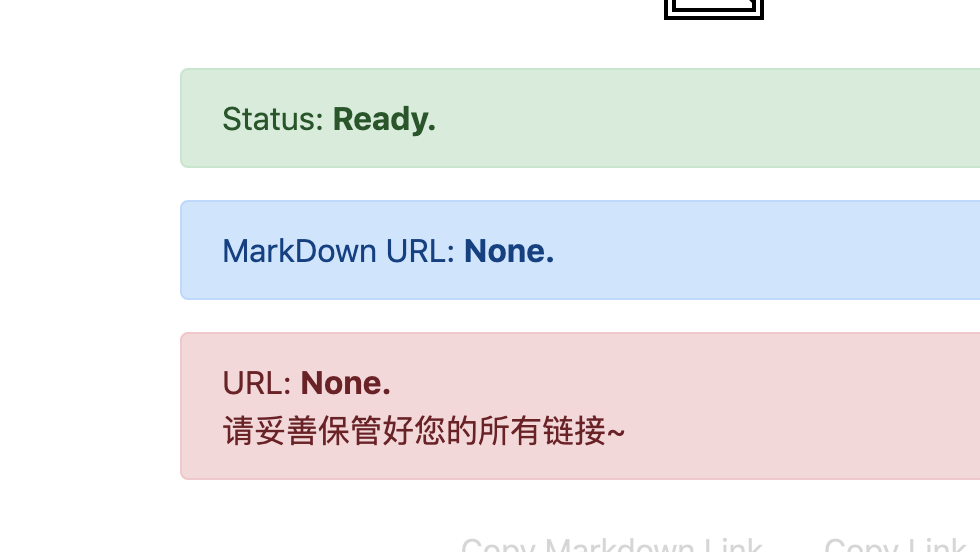 Status: Ready.
MarkDown URL: None.
URL: None.
请妥善保管好您的所有链接~
Copy Markdown Link Copy Link